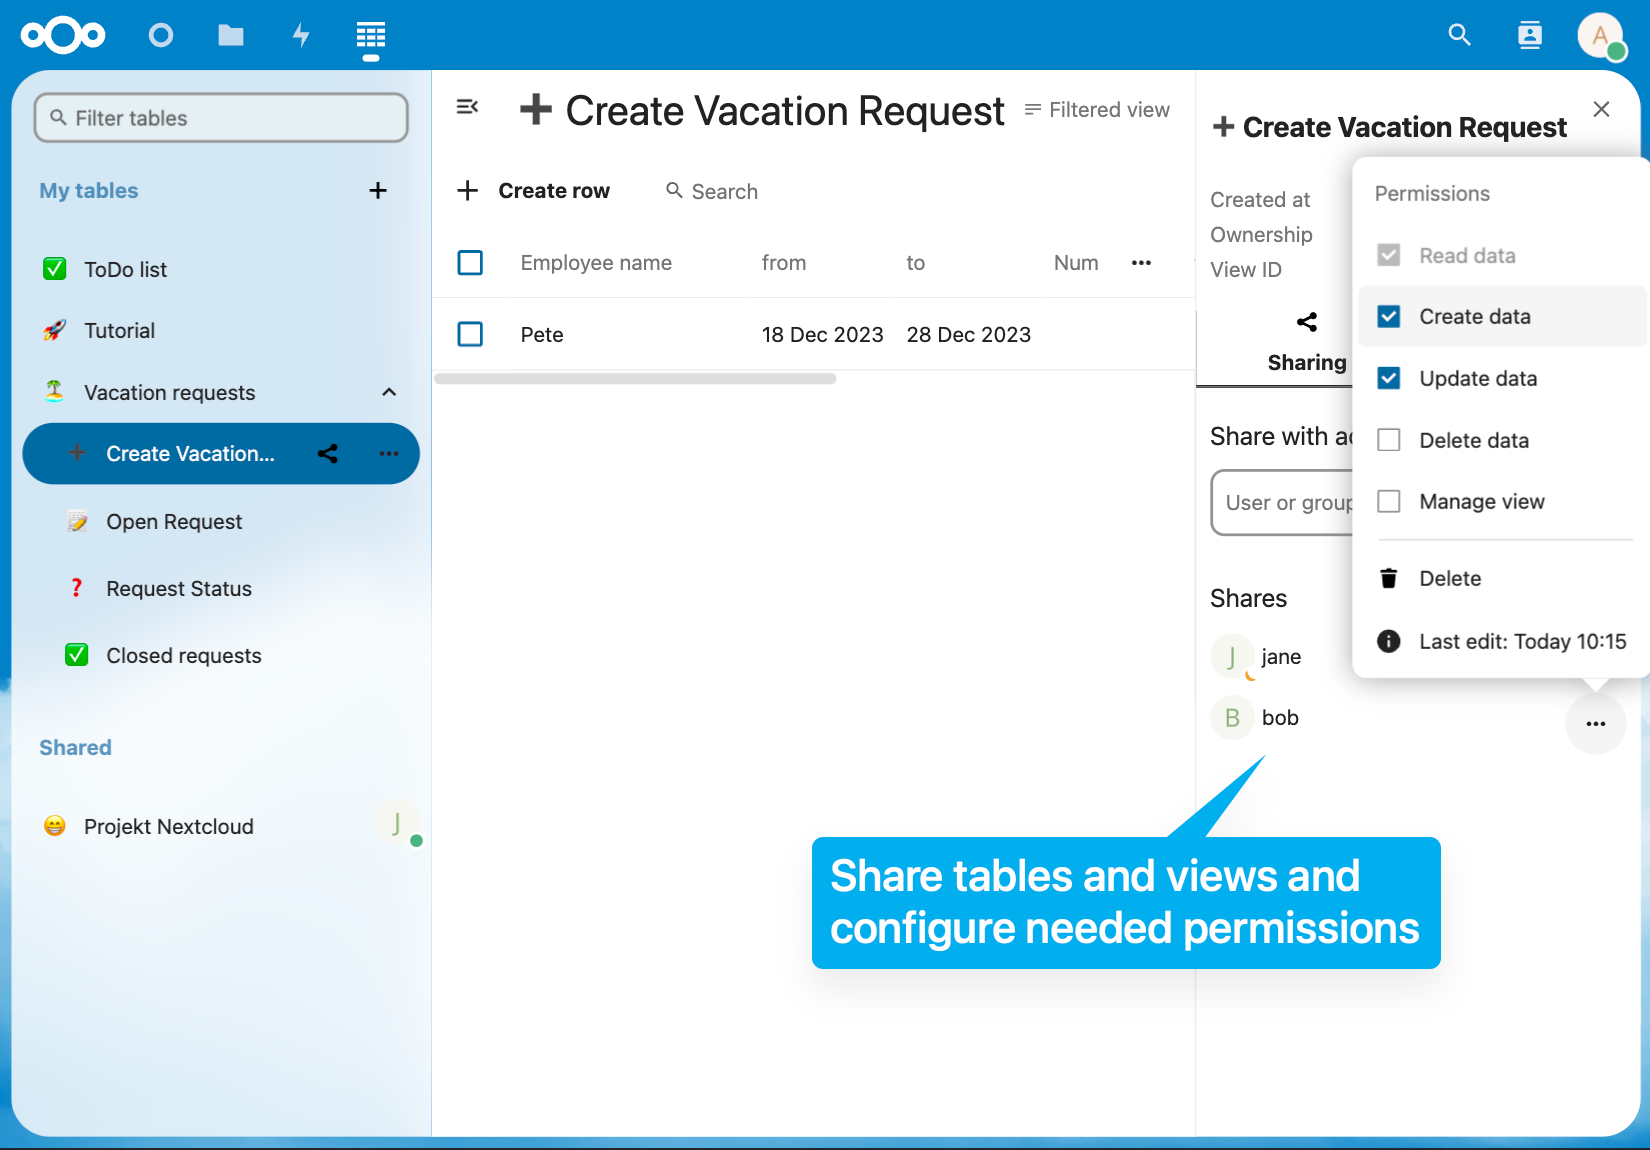 A
Filter tables
My tables
ToDo list
Tutorial
Vacation requests
Create Vacation...
Open Request
Request Status
Closed requests
Shared
Projekt Nextcloud
J
Create Vacation Request
Filtered view
Create row
Search
Employee name from to Num
Pete 18 Dec 2023 28 Dec 2023
Create Vacation Request
Created at
Ownership
View ID
Sharing
Share with
User or group
Shares
J jane
B bob
Permissions
Read data
Create data
Update data
Delete data
Manage view
Delete
Last edit: Today 10:15
Share tables and views and
configure needed permissions